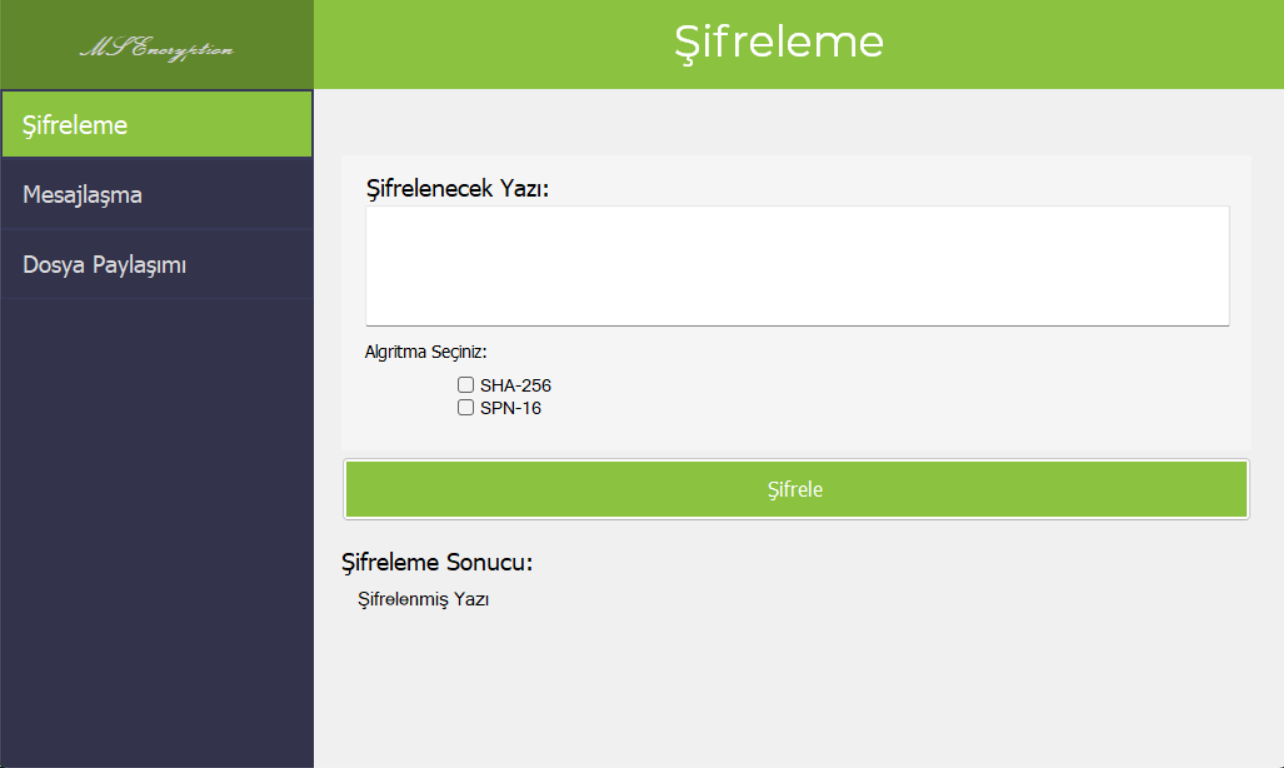 MS Encryption
Şifreleme
Şifreleme
Mesajlaşma
Dosya Paylaşımı
Şifrelenecek Yazı:
Algritma Seçiniz:
SHA-256
SPN-16
Şifrele
Şifreleme Sonucu:
Şifrelenmiş Yazı